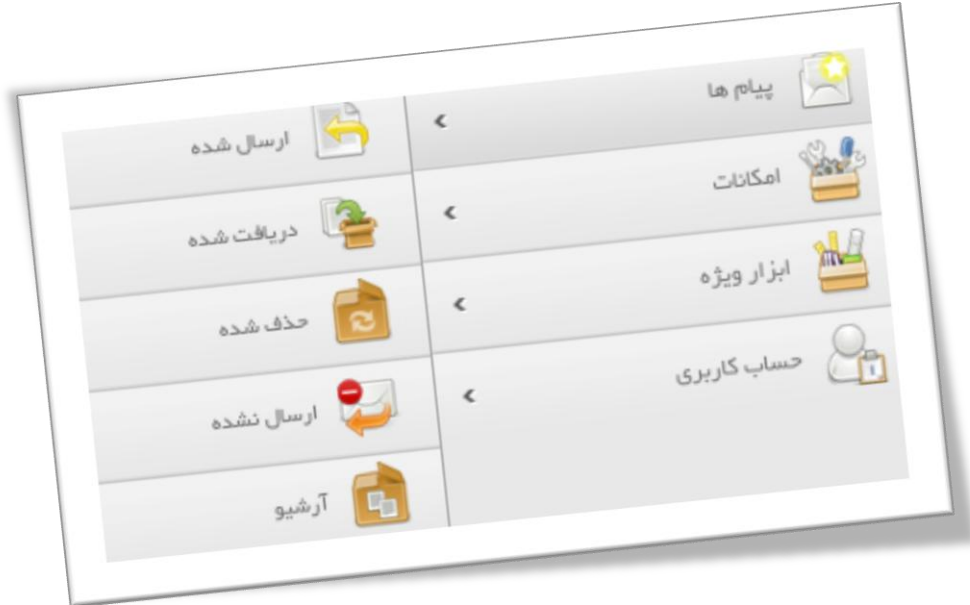 پیام ها
امکانات
ابزار ویژه
حساب کاربری
ارسال شده
دریافت شده
حذف شده
ارسال نشده
آرشیو